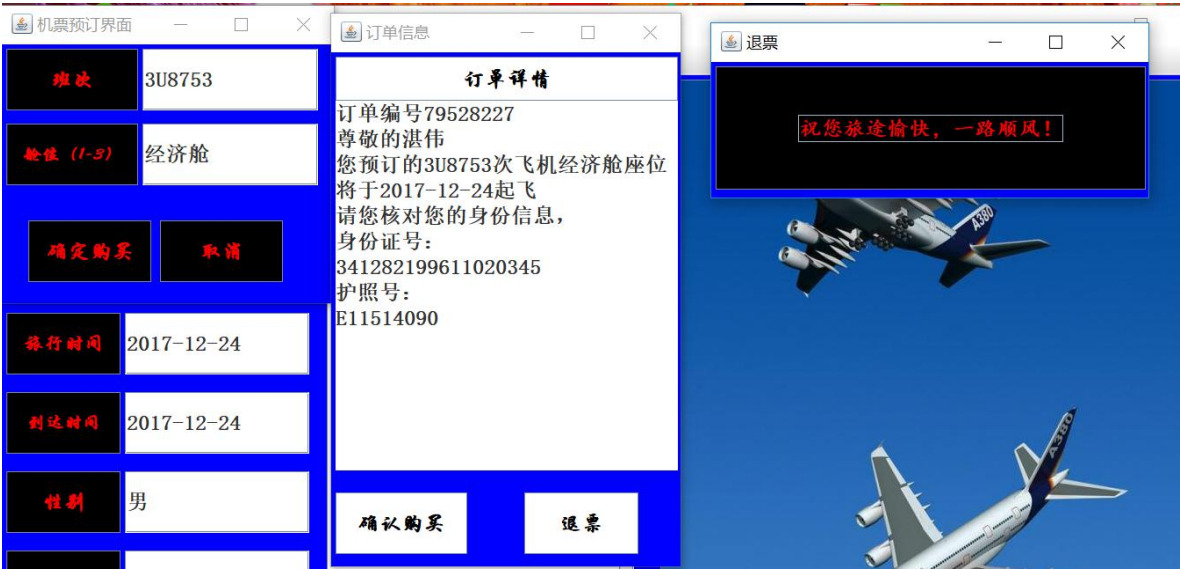 机票预订界面
班次
3U8753
舱位 (1-3)
经济舱
确定购买
取消
旅行时间
2017-12-24
到达时间
2017-12-24
性别
男
订单信息
订单详情
订单编号79528227
尊敬的湛伟
您预订的3U8753次飞机经济舱座位
将于2017-12-24起飞
请您核对您的身份信息,
身份证号:
341282199611020345
护照号:
E11514090
确认购买
退票
退票
祝您旅途愉快, 一路顺风!
A380
A380